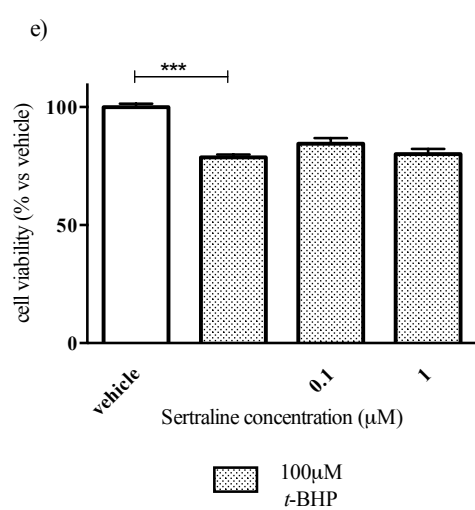 e)
***
100
50
0
cell viability (% vs vehicle)
vehicle
0.1
1
Sertraline concentration (μM)
100μM
t-BHP